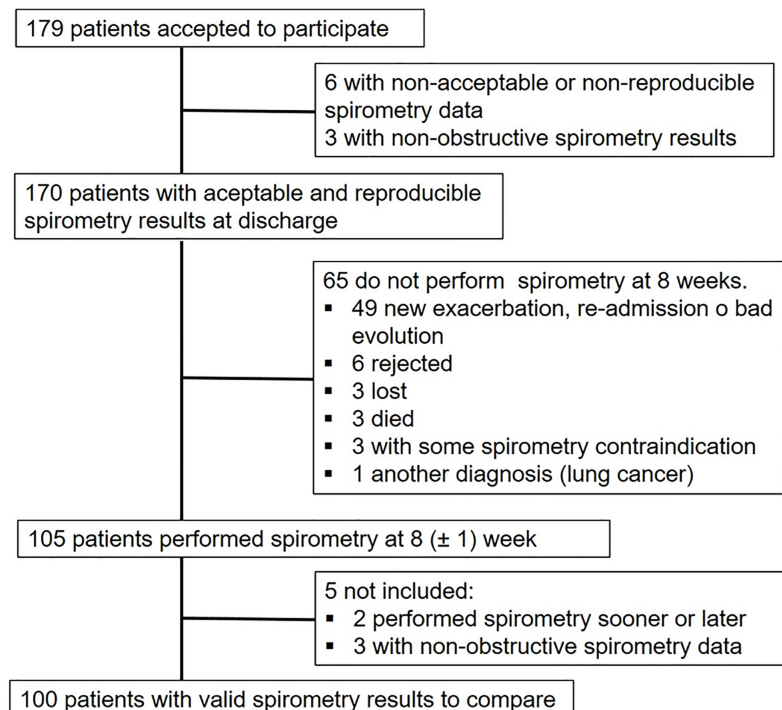 179 patients accepted to participate
6 with non-acceptable or non-reproducible
spirometry data
3 with non-obstructive spirometry results
170 patients with aceptable and reproducible
spirometry results at discharge
65 do not perform spirometry at 8 weeks.
▪ 49 new exacerbation, re-admission o bad
evolution
▪ 6 rejected
▪ 3 lost
▪ 3 died
▪ 3 with some spirometry contraindication
▪ 1 another diagnosis (lung cancer)
105 patients performed spirometry at 8 (± 1) week
5 not included:
▪ 2 performed spirometry sooner or later
▪ 3 with non-obstructive spirometry data
100 patients with valid spirometry results to compare